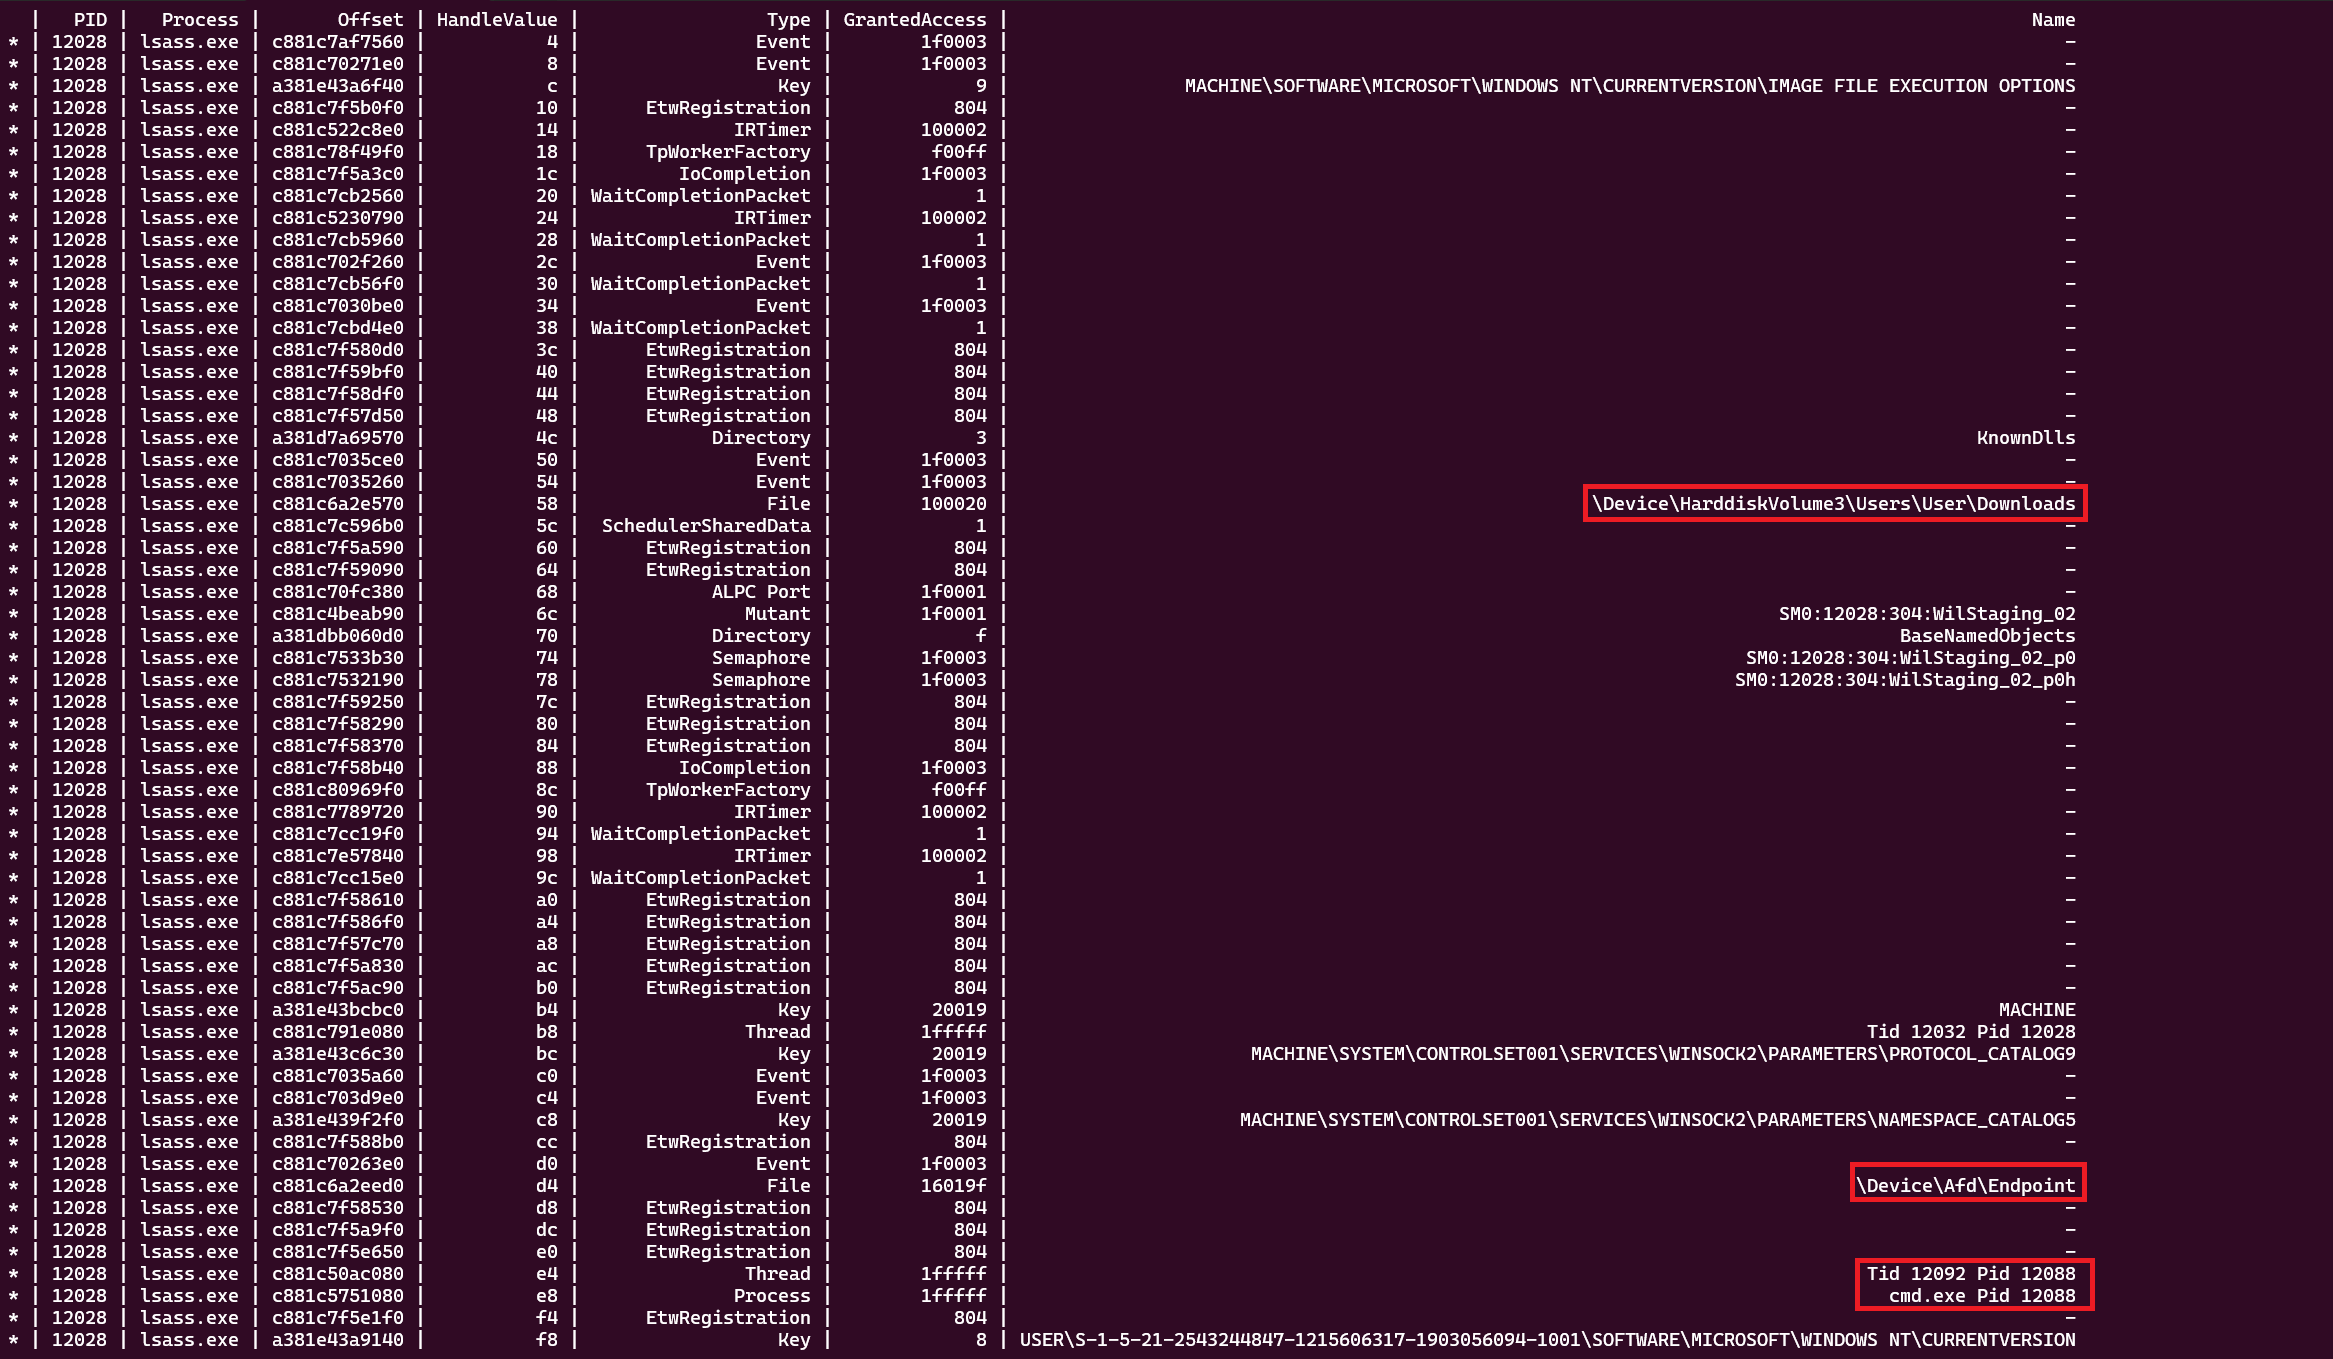 | PID | Process | Offset | HandleValue | Type | GrantedAccess | Name
* | 12028 | lsass.exe | c881c7af7560 | 4 | Event | 1f0003 | -
* | 12028 | lsass.exe | c881c70271e0 | 8 | Event | 1f0003 | -
* | 12028 | lsass.exe | a381e43a6f40 | c | Key | 9 | MACHINE\SOFTWARE\MICROSOFT\WINDOWS NT\CURRENTVERSION\IMAGE FILE EXECUTION OPTIONS
* | 12028 | lsass.exe | c881c7f5b0f0 | 10 | EtwRegistration | 804 | -
* | 12028 | lsass.exe | c881c522c8e0 | 14 | IRTimer | 100002 | -
* | 12028 | lsass.exe | c881c78f49f0 | 18 | TpWorkerFactory | f00ff | -
* | 12028 | lsass.exe | c881c7f5a3c0 | 1c | IoCompletion | 1f0003 | -
* | 12028 | lsass.exe | c881c7cb2560 | 20 | WaitCompletionPacket | 1 | -
* | 12028 | lsass.exe | c881c5230790 | 24 | IRTimer | 100002 | -
* | 12028 | lsass.exe | c881c7cb5960 | 28 | WaitCompletionPacket | 1 | -
* | 12028 | lsass.exe | c881c702f260 | 2c | Event | 1f0003 | -
* | 12028 | lsass.exe | c881c7cb56f0 | 30 | WaitCompletionPacket | 1 | -
* | 12028 | lsass.exe | c881c7030be0 | 34 | Event | 1f0003 | -
* | 12028 | lsass.exe | c881c7cbd4e0 | 38 | WaitCompletionPacket | 1 | -
* | 12028 | lsass.exe | c881c7f580d0 | 3c | EtwRegistration | 804 | -
* | 12028 | lsass.exe | c881c7f59bf0 | 40 | EtwRegistration | 804 | -
* | 12028 | lsass.exe | c881c7f58df0 | 44 | EtwRegistration | 804 | -
* | 12028 | lsass.exe | c881c7f57d50 | 48 | EtwRegistration | 804 | -
* | 12028 | lsass.exe | a381d7a69570 | 4c | Directory | 3 | KnownDlls
* | 12028 | lsass.exe | c881c7035ce0 | 50 | Event | 1f0003 | -
* | 12028 | lsass.exe | c881c7035260 | 54 | Event | 1f0003 | -
* | 12028 | lsass.exe | c881c6a2e570 | 58 | File | 100020 | \Device\HarddiskVolume3\Users\User\Downloads
* | 12028 | lsass.exe | c881c7c596b0 | 5c | SchedulerSharedData | 1 | -
* | 12028 | lsass.exe | c881c7f5a590 | 60 | EtwRegistration | 804 | -
* | 12028 | lsass.exe | c881c7f59090 | 64 | EtwRegistration | 804 | -
* | 12028 | lsass.exe | c881c70fc380 | 68 | ALPC Port | 1f0001 | -
* | 12028 | lsass.exe | c881c4beab90 | 6c | Mutant | 1f0001 | SM0:12028:304:WilStaging_02
* | 12028 | lsass.exe | a381dbb060d0 | 70 | Directory | f | BaseNamedObjects
* | 12028 | lsass.exe | c881c7533b30 | 74 | Semaphore | 1f0003 | SM0:12028:304:WilStaging_02_p0
* | 12028 | lsass.exe | c881c7532190 | 78 | Semaphore | 1f0003 | SM0:12028:304:WilStaging_02_p0h
* | 12028 | lsass.exe | c881c7f59250 | 7c | EtwRegistration | 804 | -
* | 12028 | lsass.exe | c881c7f58290 | 80 | EtwRegistration | 804 | -
* | 12028 | lsass.exe | c881c7f58370 | 84 | EtwRegistration | 804 | -
* | 12028 | lsass.exe | c881c7f58b40 | 88 | IoCompletion | 1f0003 | -
* | 12028 | lsass.exe | c881c80969f0 | 8c | TpWorkerFactory | f00ff | -
* | 12028 | lsass.exe | c881c7789720 | 90 | IRTimer | 100002 | -
* | 12028 | lsass.exe | c881c7cc19f0 | 94 | WaitCompletionPacket | 1 | -
* | 12028 | lsass.exe | c881c7e57840 | 98 | IRTimer | 100002 | -
* | 12028 | lsass.exe | c881c7cc15e0 | 9c | WaitCompletionPacket | 1 | -
* | 12028 | lsass.exe | c881c7f58610 | a0 | EtwRegistration | 804 | -
* | 12028 | lsass.exe | c881c7f586f0 | a4 | EtwRegistration | 804 | -
* | 12028 | lsass.exe | c881c7f57c70 | a8 | EtwRegistration | 804 | -
* | 12028 | lsass.exe | c881c7f5a830 | ac | EtwRegistration | 804 | -
* | 12028 | lsass.exe | c881c7f5ac90 | b0 | EtwRegistration | 804 | -
* | 12028 | lsass.exe | a381e43bcbc0 | b4 | Key | 20019 | MACHINE
* | 12028 | lsass.exe | c881c791e080 | b8 | Thread | 1fffff | Tid 12032 Pid 12028
* | 12028 | lsass.exe | a381e43c6c30 | bc | Key | 20019 | MACHINE\SYSTEM\CONTROLSET001\SERVICES\WINSOCK2\PARAMETERS\PROTOCOL_CATALOG9
* | 12028 | lsass.exe | c881c7035a60 | c0 | Event | 1f0003 | -
* | 12028 | lsass.exe | c881c703d9e0 | c4 | Event | 1f0003 | -
* | 12028 | lsass.exe | a381e439f2f0 | c8 | Key | 20019 | MACHINE\SYSTEM\CONTROLSET001\SERVICES\WINSOCK2\PARAMETERS\NAMESPACE_CATALOG5
* | 12028 | lsass.exe | c881c7f588b0 | cc | EtwRegistration | 804 | -
* | 12028 | lsass.exe | c881c70263e0 | d0 | Event | 1f0003 |
* | 12028 | lsass.exe | c881c6a2eed0 | d4 | File | 16019f | \Device\Afd\Endpoint
* | 12028 | lsass.exe | c881c7f58530 | d8 | EtwRegistration | 804 | -
* | 12028 | lsass.exe | c881c7f5a9f0 | dc | EtwRegistration | 804 | -
* | 12028 | lsass.exe | c881c7f5e650 | e0 | EtwRegistration | 804 | -
* | 12028 | lsass.exe | c881c50ac080 | e4 | Thread | 1fffff | Tid 12092 Pid 12088
* | 12028 | lsass.exe | c881c5751080 | e8 | Process | 1fffff | cmd.exe Pid 12088
* | 12028 | lsass.exe | c881c7f5e1f0 | f4 | EtwRegistration | 804 | -
* | 12028 | lsass.exe | a381e43a9140 | f8 | Key | 8 | USER\S-1-5-21-2543244847-1215606317-1903056094-1001\SOFTWARE\MICROSOFT\WINDOWS NT\CURRENTVERSION